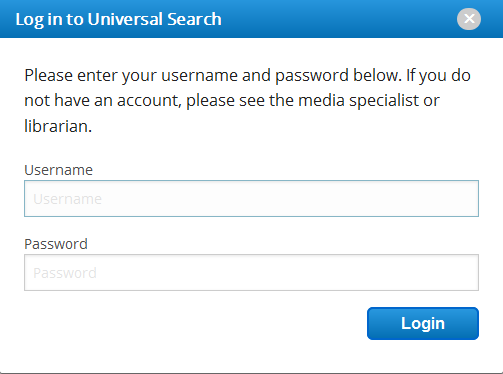 Log in to Universal Search
Please enter your username and password below. If you do
not have an account, please see the media specialist or
librarian.
Username
Username
Password
Password
Login